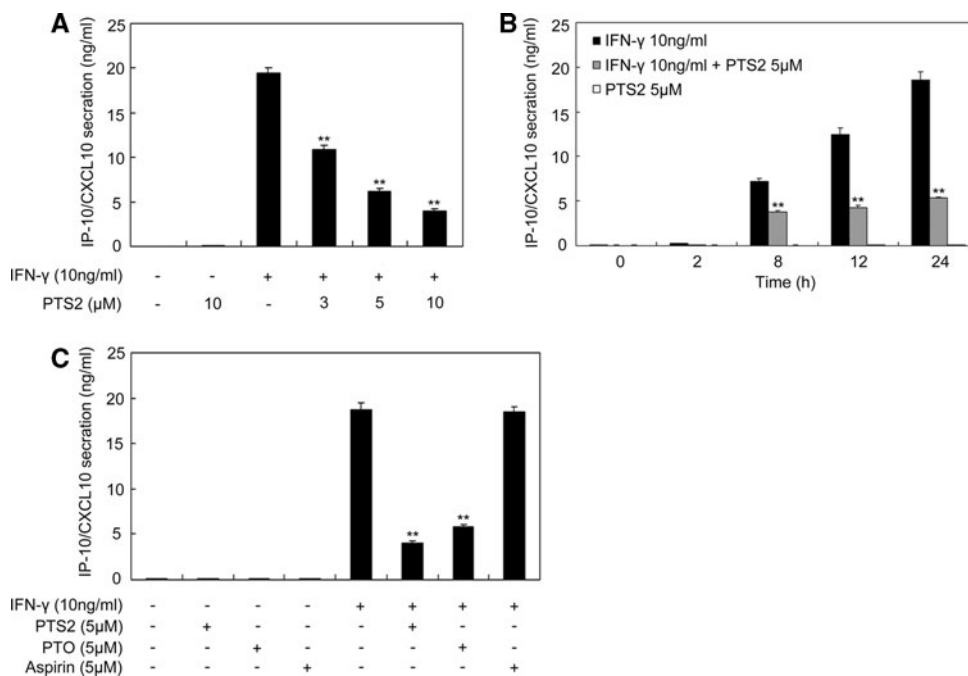 A
IP-10/CXCL10 secration (ng/ml)
25
20
15
10
5
0
IFN-γ (10ng/ml) - - + + + +
PTS2 (μM) - 10 - 3 5 10
B
IP-10/CXCL10 secration (ng/ml)
25
20
15
10
5
0
IFN-γ 10ng/ml
IFN-γ 10ng/ml + PTS2 5μM
PTS2 5μM
** ** **
0 2 8 12 24
Time (h)
** ** **
C
IP-10/CXCL10 secration (ng/ml)
25
20
15
10
5
0
** **
IFN-γ (10ng/ml) - - - - + + + +
PTS2 (5μM) - + - - - + - -
PTO (5μM) - - + - - - + -
Aspirin (5μM) - - - + - - - +